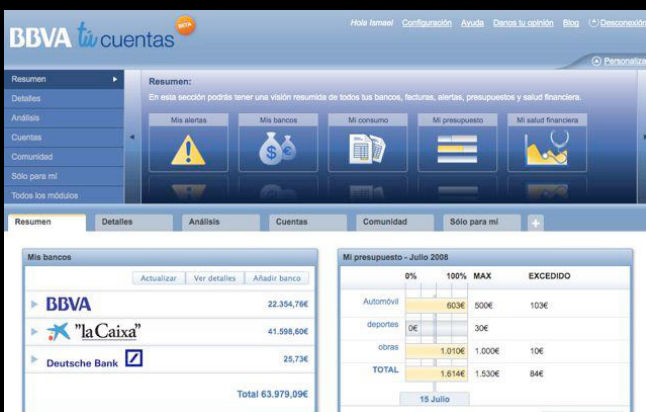 BBVA tú cuentas BETA
Hola Ismael Configuración Ayuda Danos tu opinión Blog Desconexión
Personaliza
Resumen
Detalles
Análisis
Cuentas
Comunidad
Sólo para mí
Todos los módulos
Resumen:
En esta sección podrás tener una visión resumida de todos tus bancos, facturas, alertas, presupuestos y salud financiera.
Mis alertas Mis bancos Mi consumo Mi presupuesto Mi salud financiera
Resumen Detalles Análisis Cuentas Comunidad Sólo para mí +
Mis bancos
Actualizar Ver detalles Añadir banco
BBVA 22.354,76€
"la Caixa" 41.598,60€
Deutsche Bank 25,73€
Total 63.979,09€
Mi presupuesto - Julio 2008
0% 100% MAX EXCEDIDO
Automóvil 603€ 500€ 103€
deportes 0€ 30€
obras 1.010€ 1.000€ 10€
TOTAL 1.614€ 1.530€ 84€
15 Julio